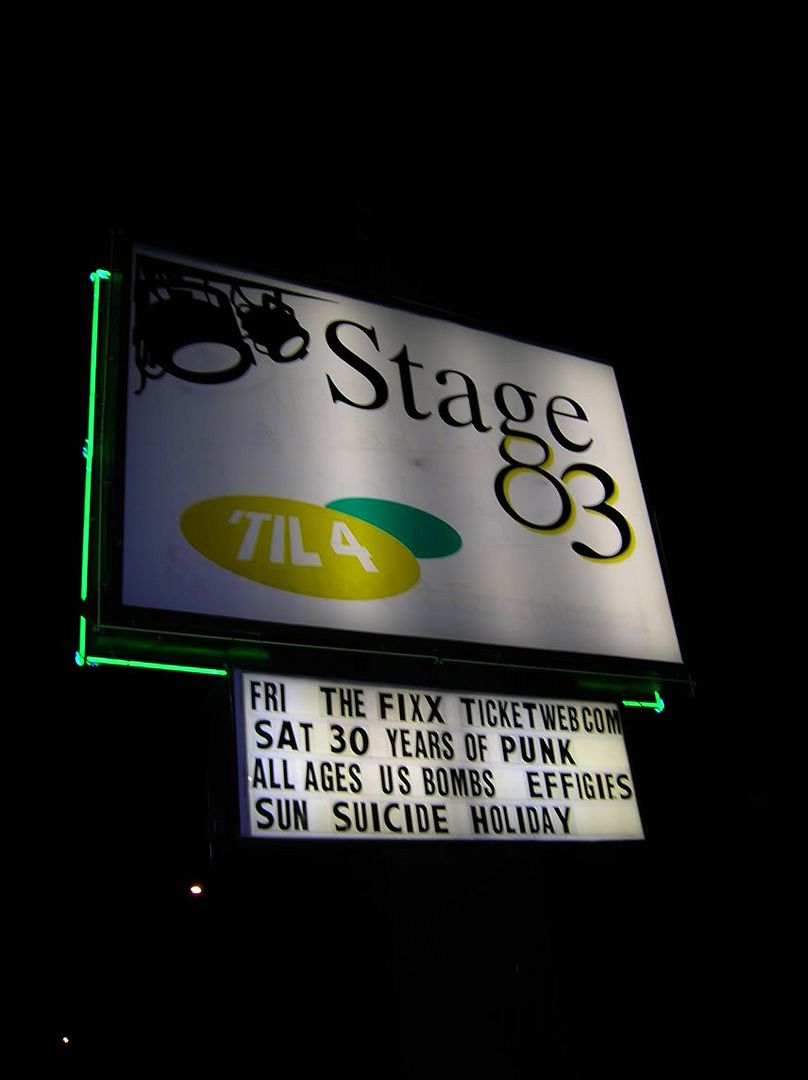 Stage
83
'TIL 4
FRI THE FIXX TICKETWEBCOM
SAT 30 YEARS OF PUNK
ALL AGES US BOMBS EFFIGIES
SUN SUICIDE HOLIDAY